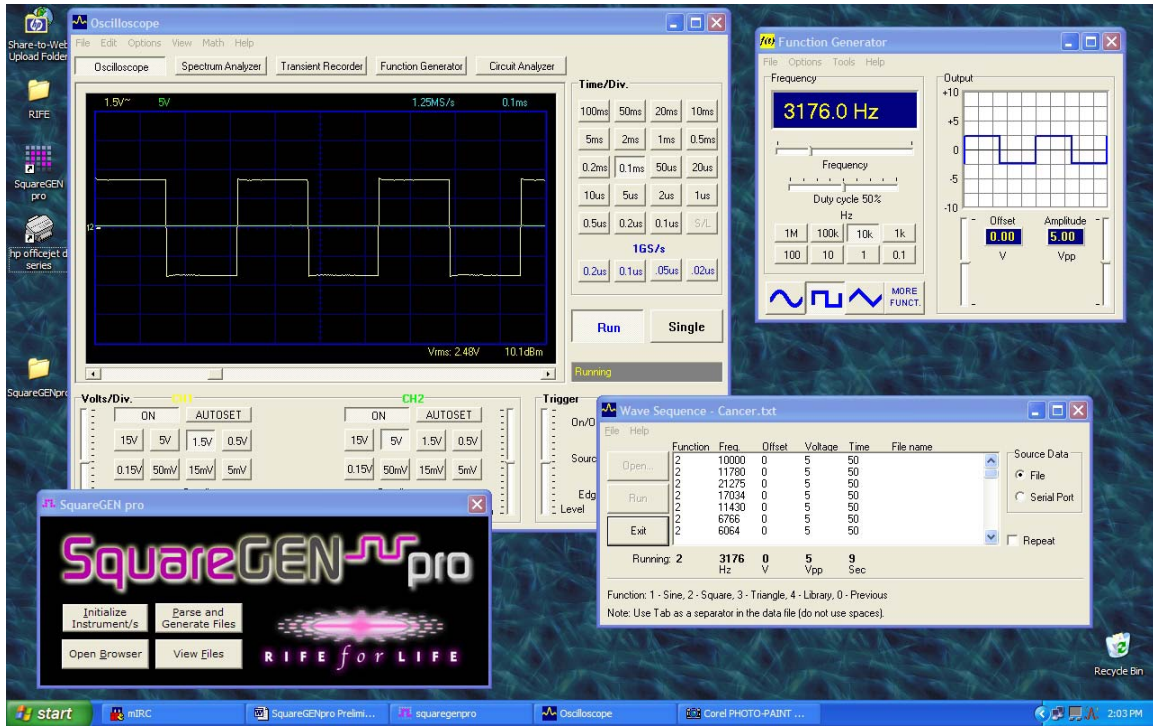 Share-to-Web
Upload Folder
RIFE
SquareGEN
pro
hp officejet d
series
SquareGENpro
Oscilloscope
File Edit Options View Math Help
Oscilloscope Spectrum Analyzer Transient Recorder Function Generator Circuit Analyzer
1.5V~ 5V 1.25MS/s 0.1ms
12
Vrms: 2.48V 10.1dBm
Time/Div.
100ms 50ms 20ms 10ms
5ms 2ms 1ms 0.5ms
0.2ms 0.1ms 50us 20us
10us 5us 2us 1us
0.5us 0.2us 0.1us S/L
1GS/s
0.2us 0.1us .05us .02us
Run Single
Running
Volts/Div. CH1 CH2
ON AUTOSET ON AUTOSET
15V 5V 1.5V 0.5V 15V 5V 1.5V 0.5V
0.15V 50mV 15mV 5mV 0.15V 50mV 15mV 5mV
Trigger
On/O
Sourc
Edg
Level
f(t) Function Generator
File Options Tools Help
Frequency
3176.0 Hz
Frequency
Duty cycle 50%
Hz
1M 100k 10k 1k
100 10 1 0.1
MORE
FUNCT.
Output
+10
+5
0
-5
-10
Offset Amplitude
0.00 5.00
V Vpp
Wave Sequence - Cancer.txt
File Help
Open...
Run
Exit
Function Freq. Offset Voltage Time File name
2 10000 0 5 50
2 11780 0 5 50
2 21275 0 5 50
2 17034 0 5 50
2 11430 0 5 50
2 6766 0 5 50
2 6064 0 5 50
Source Data
File
Serial Port
Repeat
Running: 2 3176 0 5 9
Hz V Vpp Sec
Function: 1 - Sine, 2 - Square, 3 - Triangle, 4 - Library, 0 - Previous
Note: Use Tab as a separator in the data file (do not use spaces).
SquareGEN pro
SquareGEN pro
Initialize
Instrument/s
Parse and
Generate Files
Open Browser View Files
RIFE for LIFE
Recycle Bin
start mIRC SquareGENpro Prelimi... squaregenpro Oscilloscope Corel PHOTO-PAINT ... 2:03 PM